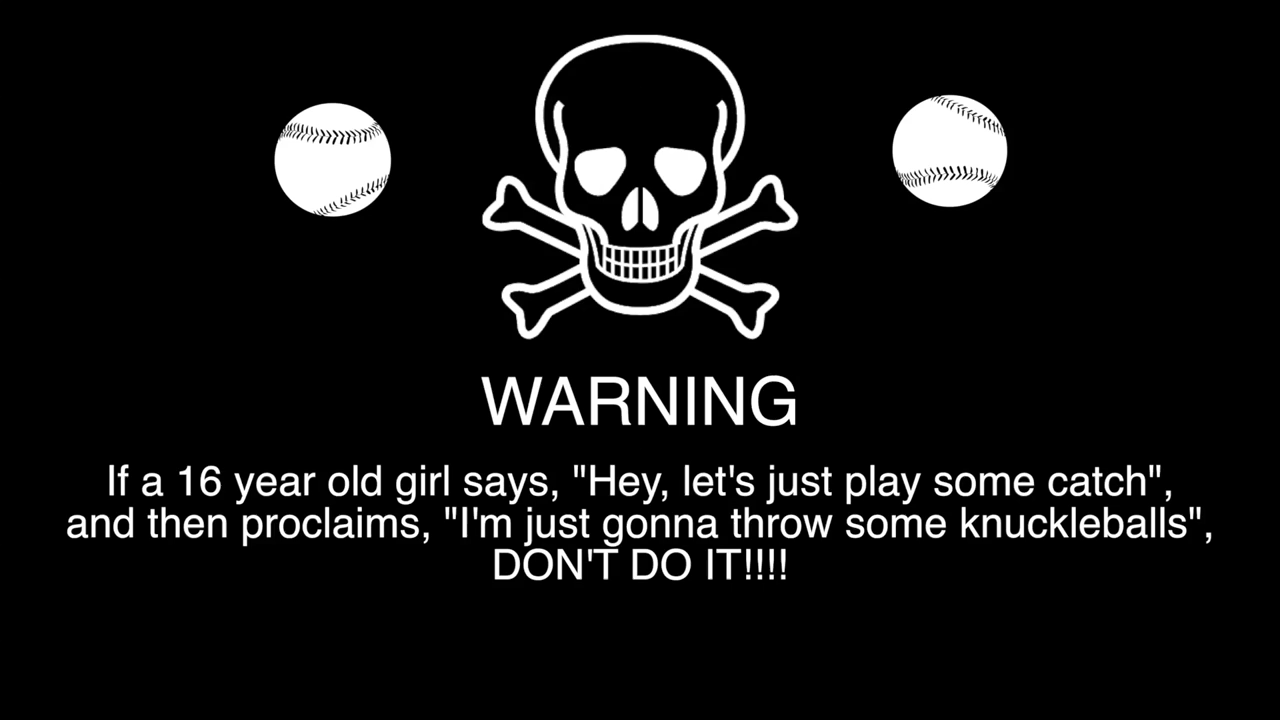 WARNING
If a 16 year old girl says, "Hey, let's just play some catch",
and then proclaims, "I'm just gonna throw some knuckleballs",
DON'T DO IT!!!!